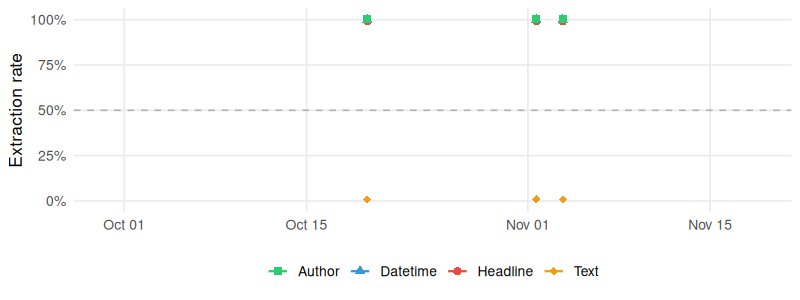 100%
75%
50%
25%
0%
Extraction rate
Oct 01 Oct 15 Nov 01 Nov 15
Author Datetime Headline Text